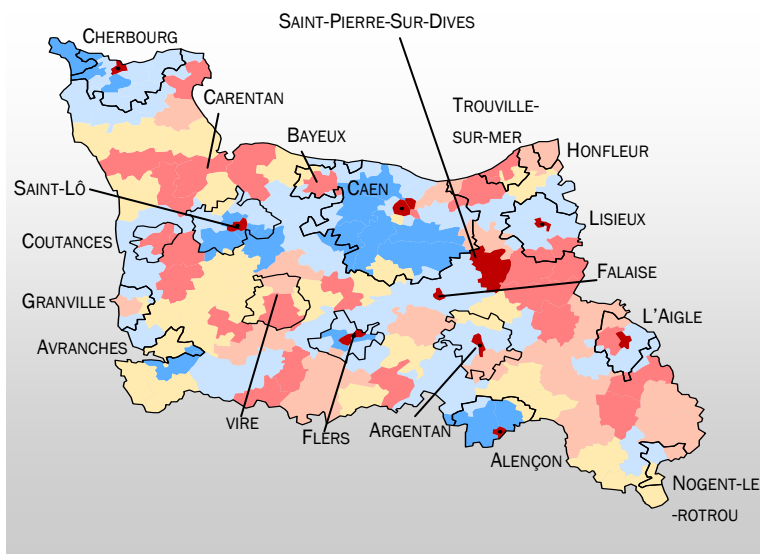 SAINT-PIERRE-SUR-DIVES
CHERBOURG
CARENTAN
TROUVILLE-
SUR-MER
BAYEUX
HONFLEUR
SAINT-LÔ
CAEN
LISIEUX
COUTANCES
FALAISE
GRANVILLE
L'AIGLE
AVRANCHES
VIRE
FLERS
ARGENTAN
ALENÇON
NOGENT-LE
-ROTROU